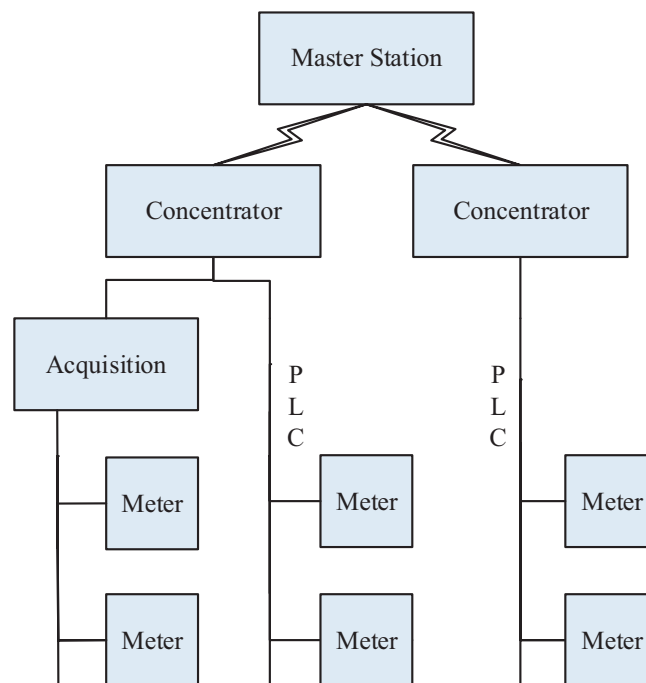 Master Station
Concentrator
Concentrator
Acquisition
P
L
C
P
L
C
Meter
Meter
Meter
Meter
Meter
Meter